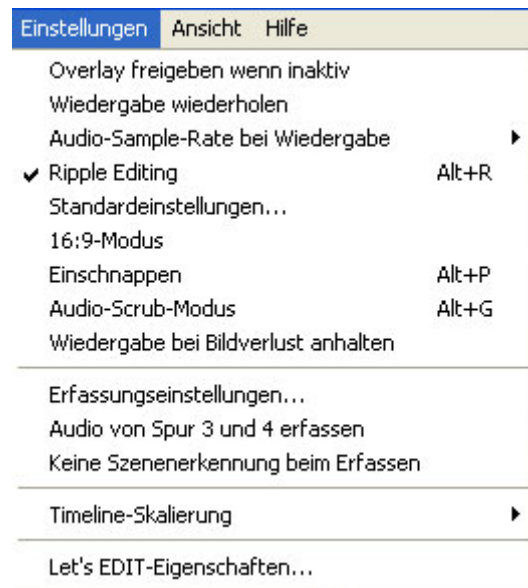 Einstellungen Ansicht Hilfe
Overlay freigeben wenn inaktiv
Wiedergabe wiederholen
Audio-Sample-Rate bei Wiedergabe
Ripple Editing Alt+R
Standardeinstellungen...
16:9-Modus
Einschnappen Alt+P
Audio-Scrub-Modus Alt+G
Wiedergabe bei Bildverlust anhalten
Erfassungseinstellungen...
Audio von Spur 3 und 4 erfassen
Keine Szenenerkennung beim Erfassen
Timeline-Skalierung
Let's EDIT-Eigenschaften...